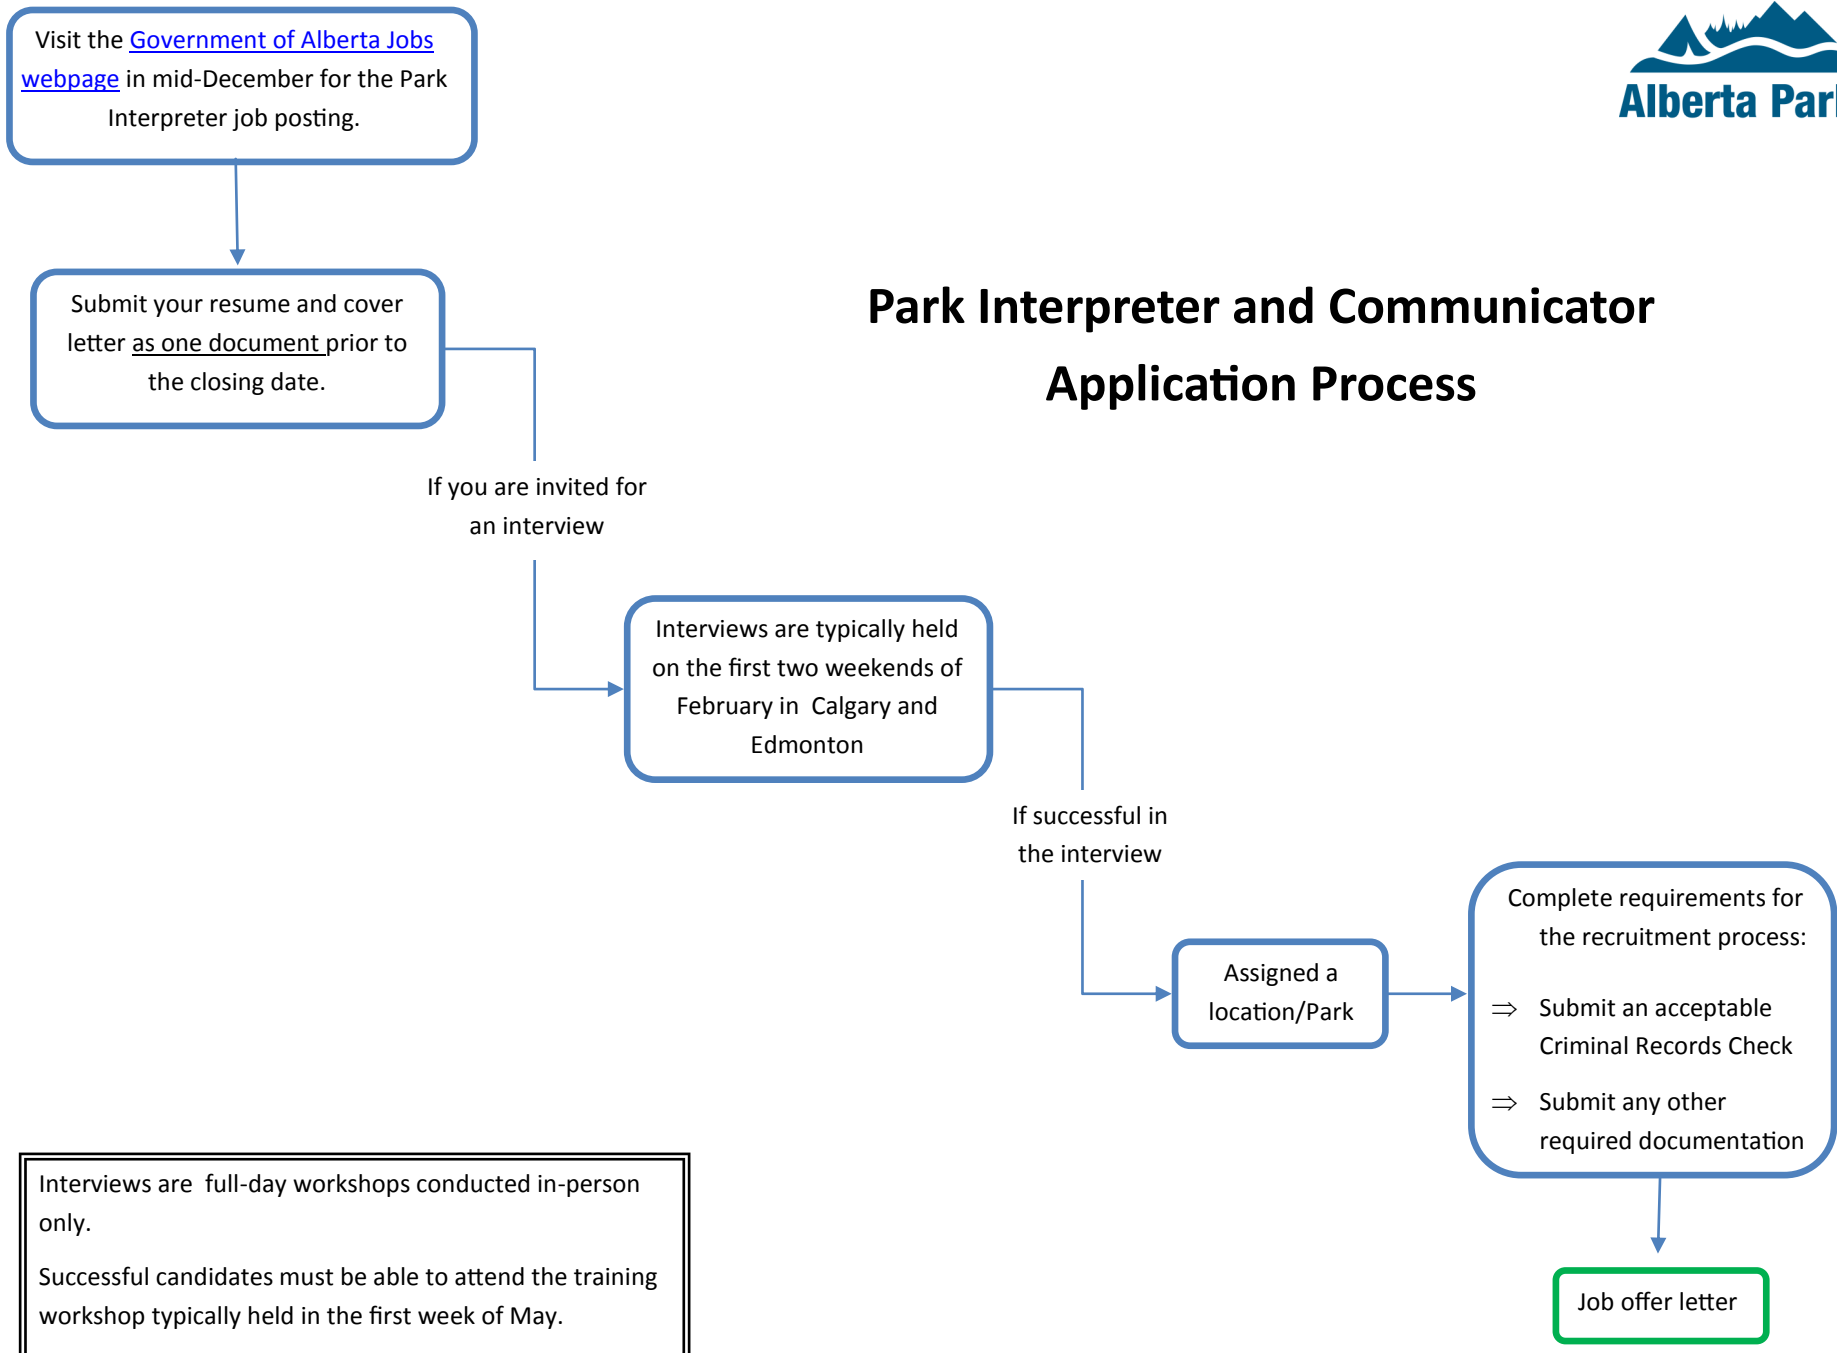 Visit the Government of Alberta Jobs
webpage in mid-December for the Park
Interpreter job posting.
Alberta Park
Submit your resume and cover
letter as one document prior to
the closing date.
Park Interpreter and Communicator
Application Process
If you are invited for
an interview
Interviews are typically held
on the first two weekends of
February in Calgary and
Edmonton
If successful in
the interview
Assigned a
location/Park
Complete requirements for
the recruitment process:
⇒ Submit an acceptable
Criminal Records Check
⇒ Submit any other
required documentation
Job offer letter
Interviews are full-day workshops conducted in-person
only.
Successful candidates must be able to attend the training
workshop typically held in the first week of May.